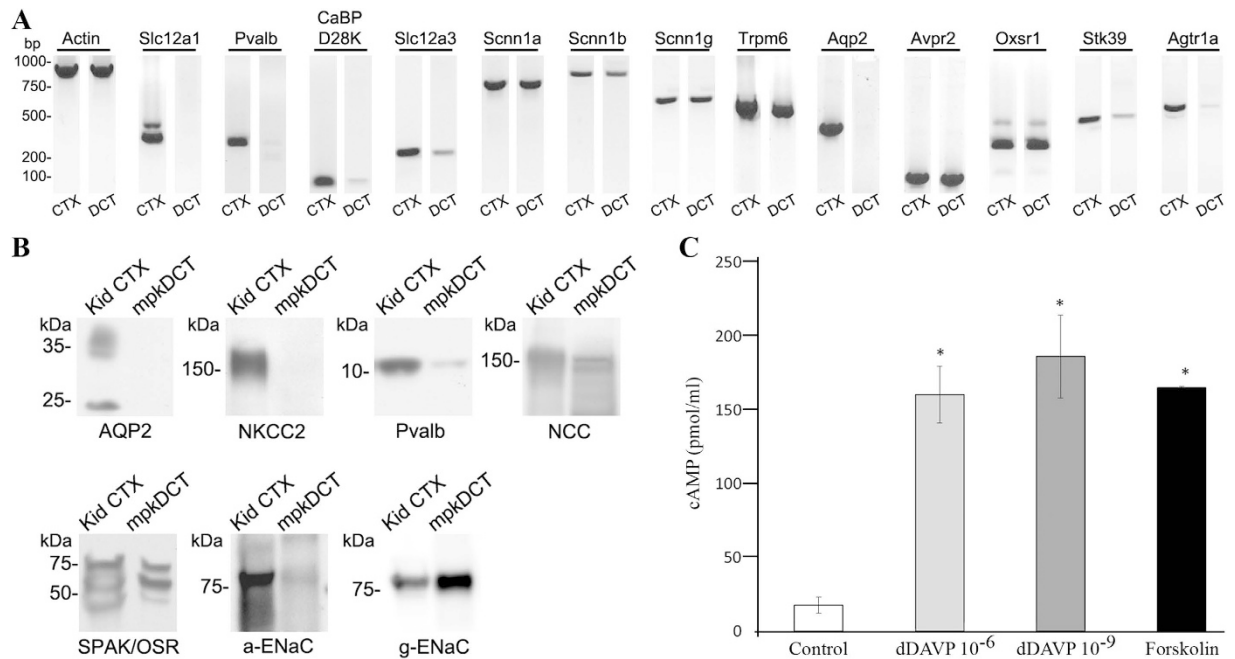 A
bp
1000-
750-
500-
200-
100-
Actin
Slc12a1
Pvalb
CaBP
D28K
Slc12a3
Scnn1a
Scnn1b
Scnn1g
Trpm6
Aqp2
Avpr2
Oxsr1
Stk39
Agtr1a
CTX DCT CTX DCT CTX DCT CTX DCT CTX DCT CTX DCT CTX DCT CTX DCT CTX DCT CTX DCT CTX DCT CTX DCT CTX DCT CTX DCT
B
Kid CTX mpkDCT
kDa
35-
25-
AQP2
Kid CTX mpkDCT
kDa
150-
NKCC2
Kid CTX mpkDCT
kDa
10-
Pvalb
Kid CTX mpkDCT
kDa
150-
NCC
Kid CTX mpkDCT
kDa
75-
50-
SPAK/OSR
Kid CTX mpkDCT
kDa
75-
a-ENaC
Kid CTX mpkDCT
kDa
75-
g-ENaC
C
cAMP (pmol/ml)
250
200
150
100
50
0
* * *
Control dDAVP 10-6 dDAVP 10-9 Forskolin